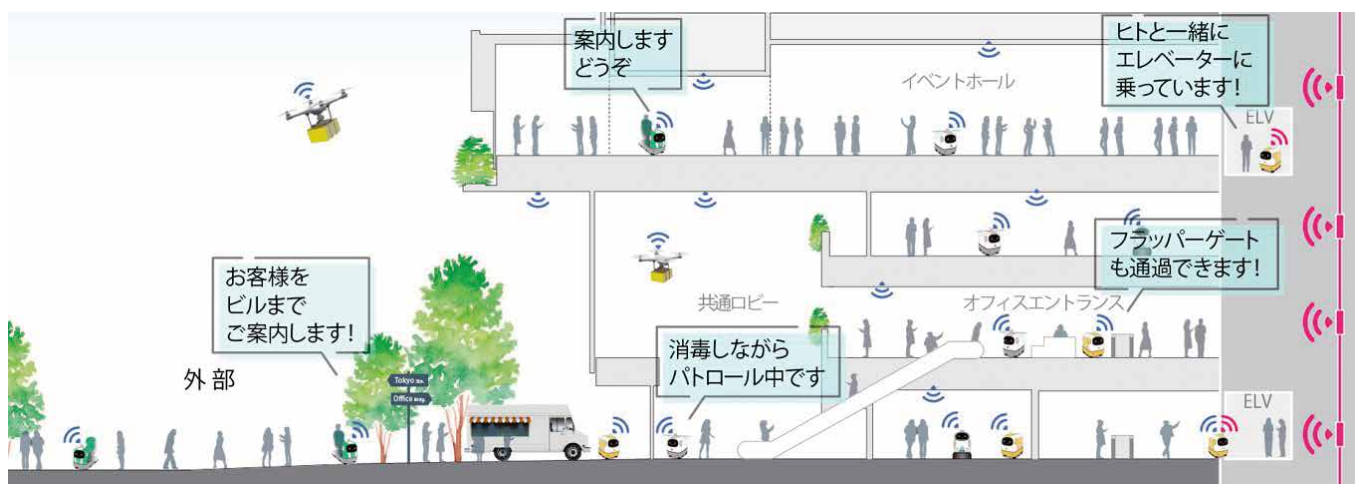 案内します
どうぞ
イベントホール
ヒトと一緒に
エレベーターに
乗っています!
ELV
フラッパーゲート
も通過できます!
お客様を
ビルまで
ご案内します!
共通ロビー
オフィスエントランス
消毒しながら
パトロール中です
外部
Tokyo Sta.
Office Bldg.
ELV